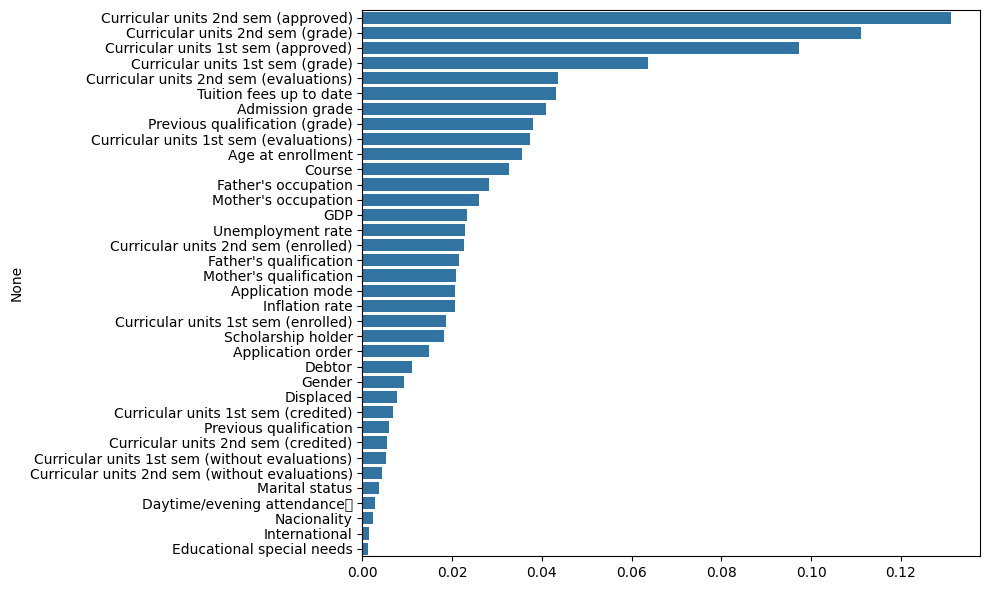 Curricular units 2nd sem (approved)
Curricular units 2nd sem (grade)
Curricular units 1st sem (approved)
Curricular units 1st sem (grade)
Curricular units 2nd sem (evaluations)
Tuition fees up to date
Admission grade
Previous qualification (grade)
Curricular units 1st sem (evaluations)
Age at enrollment
Course
Father's occupation
Mother's occupation
GDP
Unemployment rate
Curricular units 2nd sem (enrolled)
Father's qualification
Mother's qualification
Application mode
Inflation rate
Curricular units 1st sem (enrolled)
Scholarship holder
Application order
Debtor
Gender
Displaced
Curricular units 1st sem (credited)
Previous qualification
Curricular units 2nd sem (credited)
Curricular units 1st sem (without evaluations)
Curricular units 2nd sem (without evaluations)
Marital status
Daytime/evening attendance▯
Nacionality
International
Educational special needs
None
0.00 0.02 0.04 0.06 0.08 0.10 0.12